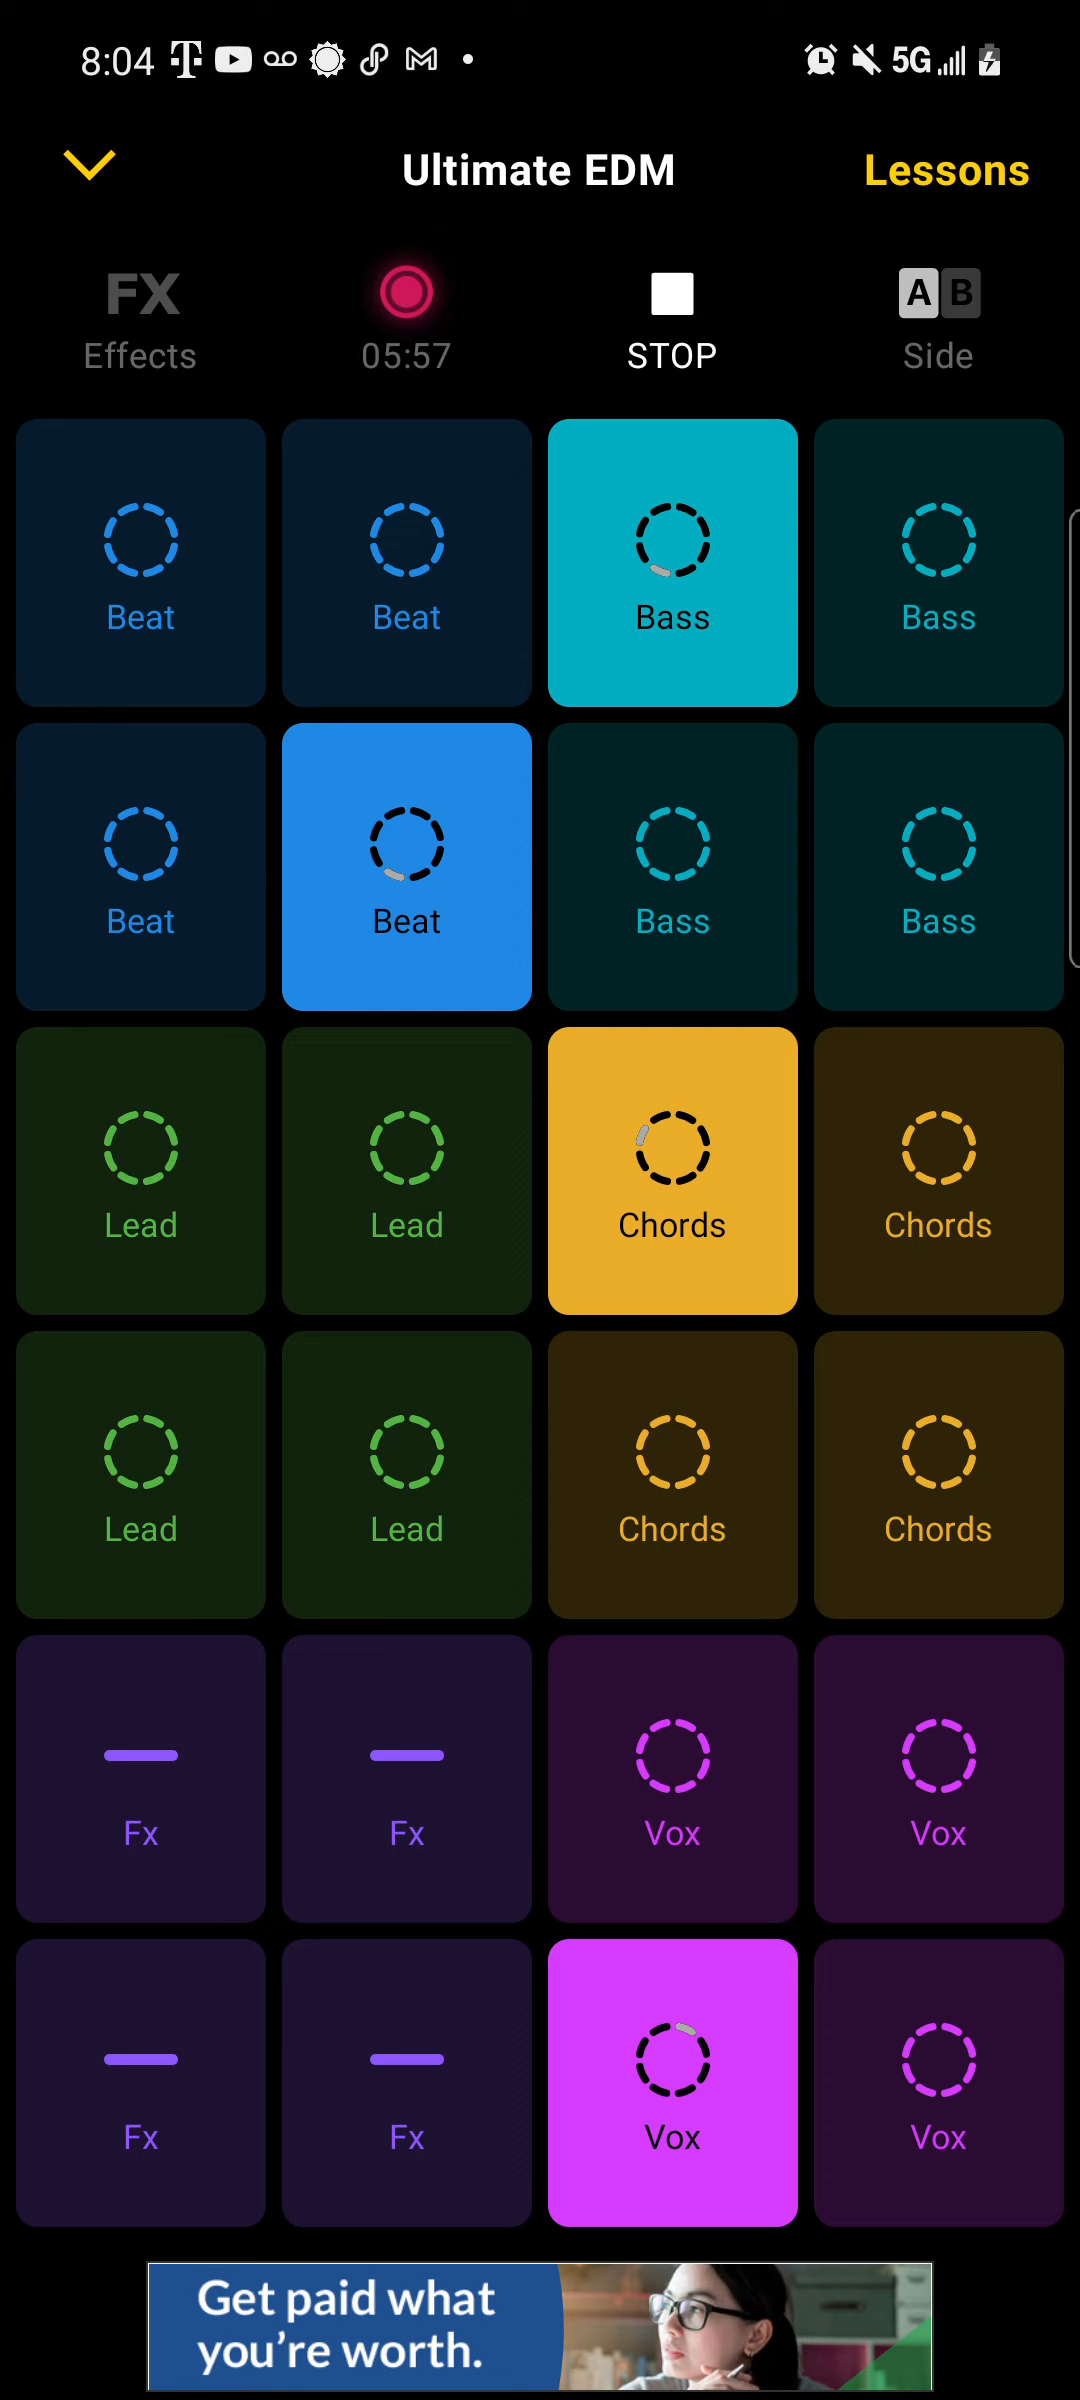 8:04
5G
Ultimate EDM
Lessons
FX
Effects
05:57
STOP
A B
Side
Beat
Beat
Bass
Bass
Beat
Beat
Bass
Bass
Lead
Lead
Chords
Chords
Lead
Lead
Chords
Chords
Fx
Fx
Vox
Vox
Fx
Fx
Vox
Vox
Get paid what
you're worth.